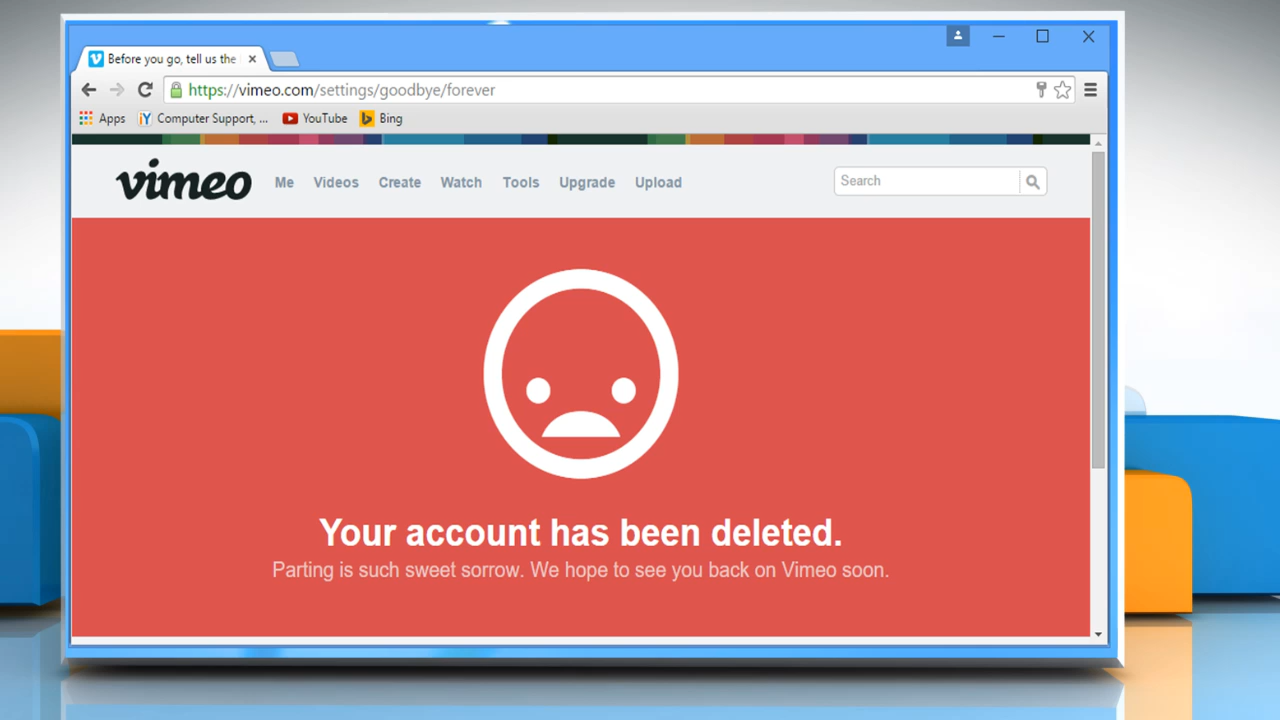 Before you go, tell us the
https://vimeo.com/settings/goodbye/forever
Apps Computer Support, ... YouTube Bing
vimeo Me Videos Create Watch Tools Upgrade Upload Search
Your account has been deleted.
Parting is such sweet sorrow. We hope to see you back on Vimeo soon.